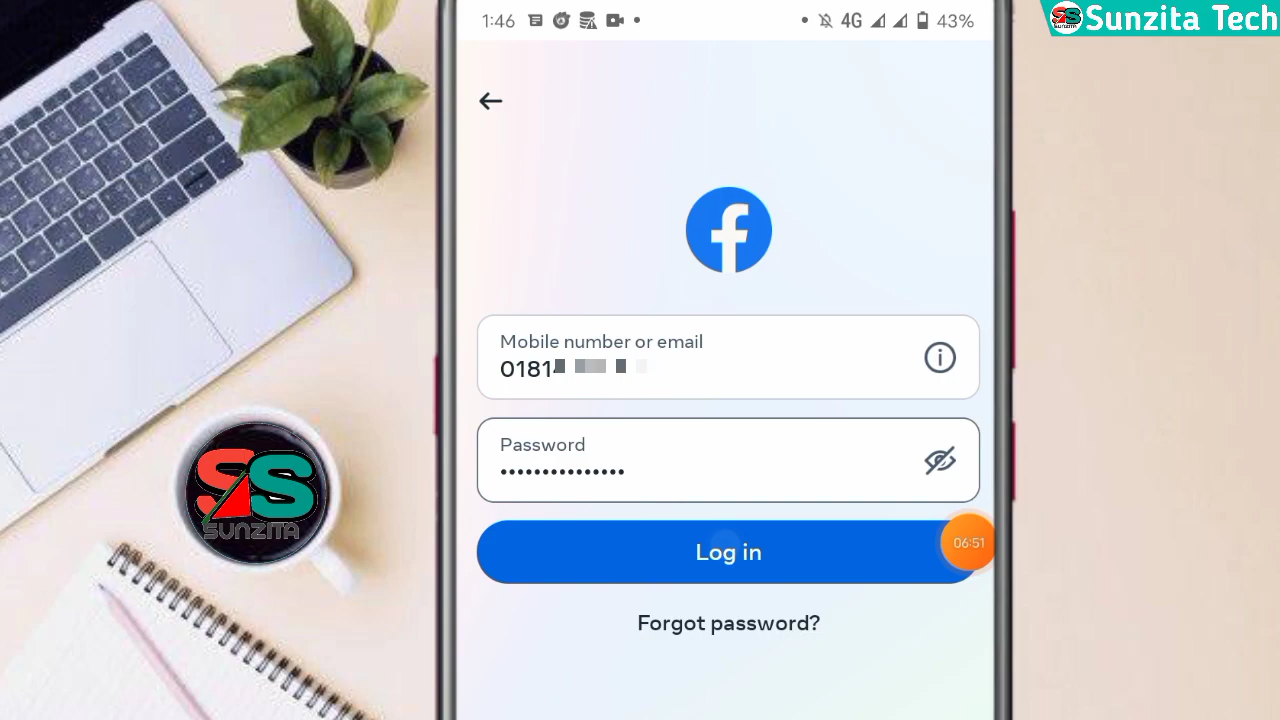 1:46
4G
43%
Sunzita Tech
Mobile number or email
0181
Password
•••••••••••••••
Log in
06:51
Forgot password?
SS
SUNZITA